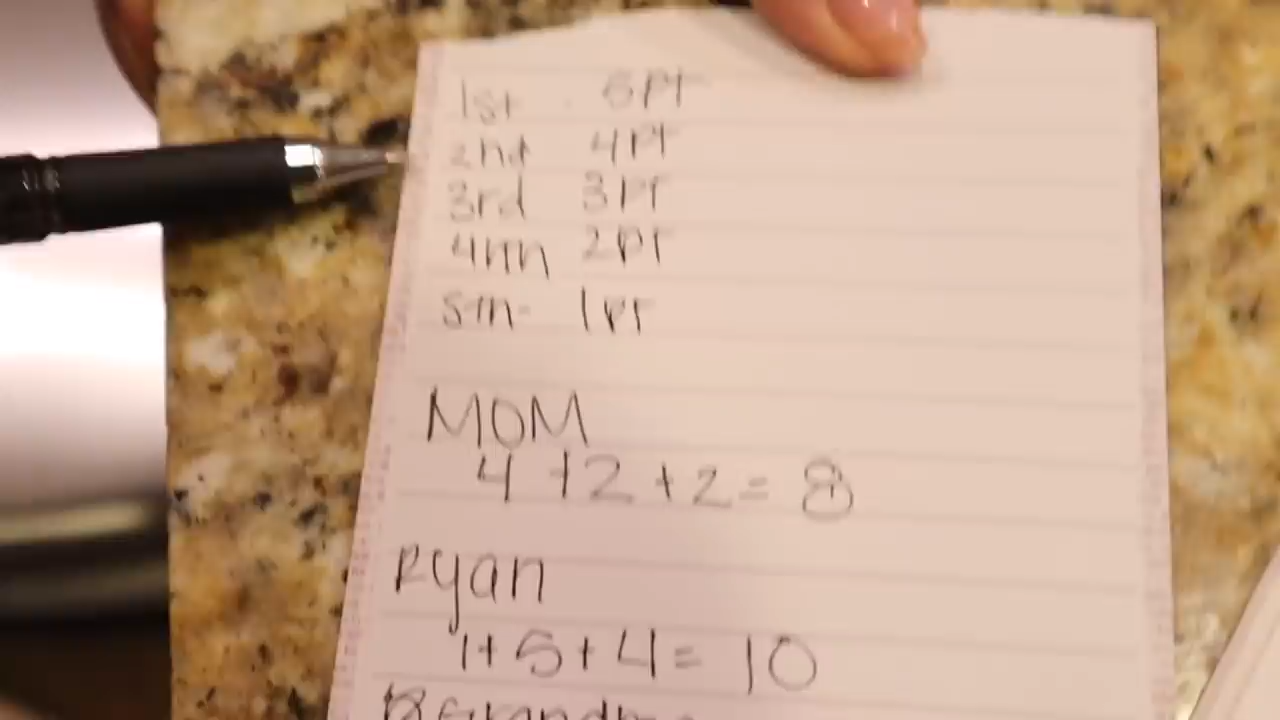 1st 5pt
2nd 4pt
3rd 3pt
4th 2pt
5th 1pt
MOM
4+2+2=8
Ryan
1+5+4=10